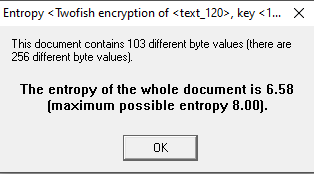 Entropy <Twofish encryption of <text_120>, key <1...
This document contains 103 different byte values (there are
256 different byte values).
The entropy of the whole document is 6.58
(maximum possible entropy 8.00).
OK